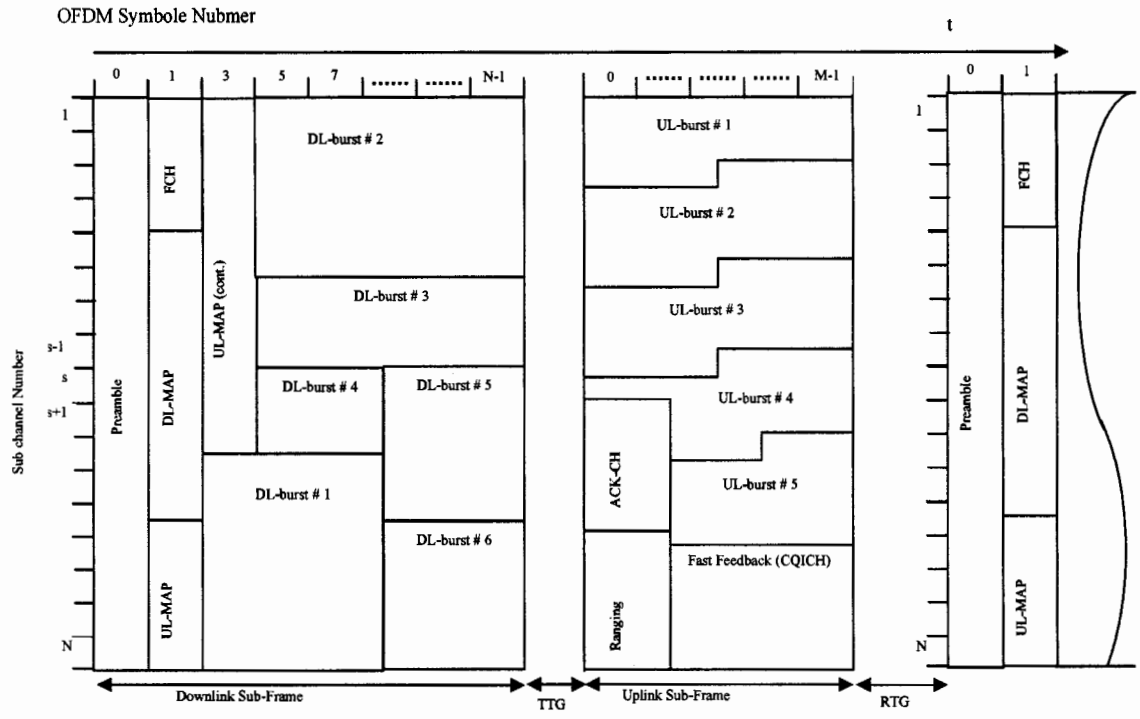 OFDM Symbole Nubmer
t
0 1 3 5 7 ...... ...... N-1
0 ...... ...... ...... M-1
0 1
1
s-1
s
s+1
N
Sub channel Number
Preamble
FCH
DL-MAP
UL-MAP
UL-MAP (cont.)
DL-burst # 2
DL-burst # 3
DL-burst # 4
DL-burst # 5
DL-burst # 1
DL-burst # 6
UL-burst # 1
UL-burst # 2
UL-burst # 3
UL-burst # 4
UL-burst # 5
ACK-CH
Ranging
Fast Feedback (CQICH)
1
N
Preamble
FCH
DL-MAP
UL-MAP
Downlink Sub-Frame
TTG
Uplink Sub-Frame
RTG